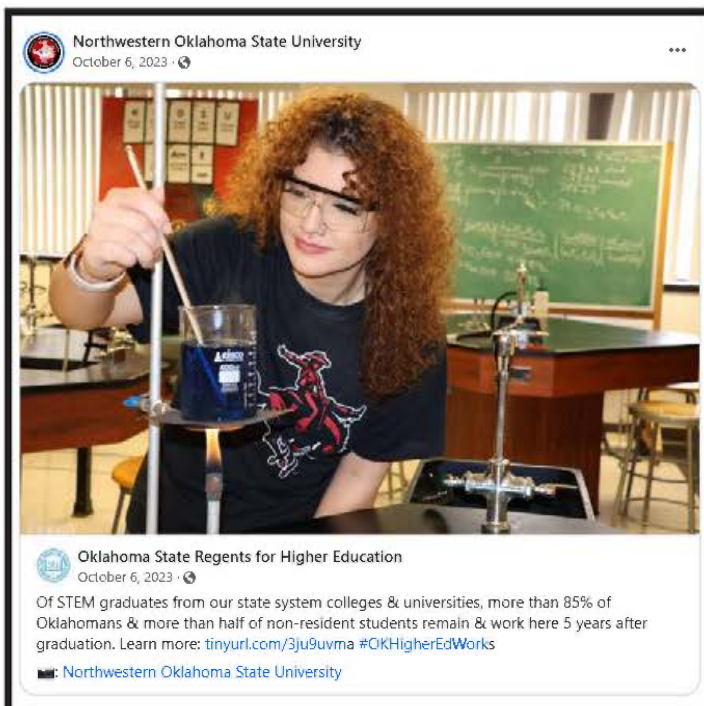 Northwestern Oklahoma State University
October 6, 2023 ·
Oklahoma State Regents for Higher Education
October 6, 2023 ·
Of STEM graduates from our state system colleges & universities, more than 85% of
Oklahomans & more than half of non-resident students remain & work here 5 years after
graduation. Learn more: tinyurl.com/3ju9uvma #OKHigherEdWorks
: Northwestern Oklahoma State University